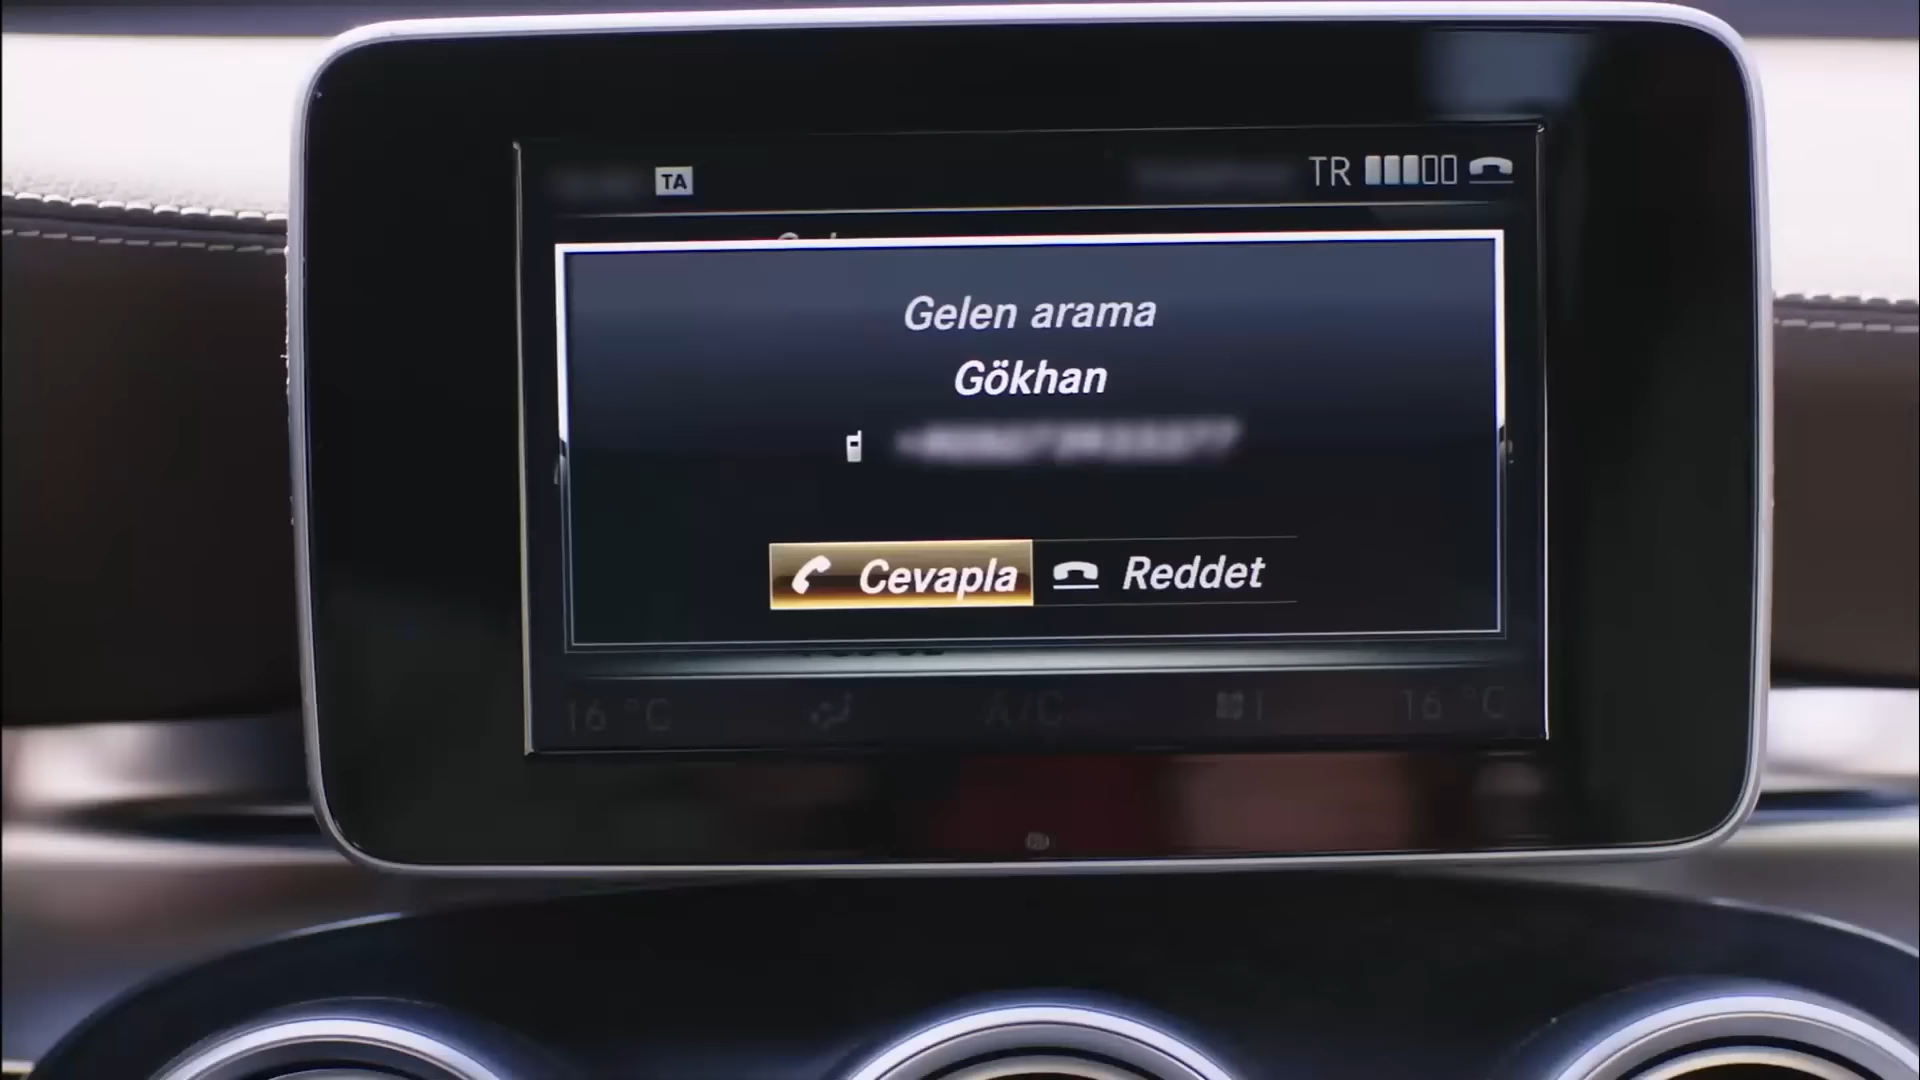 TA
TR
Gelen arama
Gökhan
Cevapla Reddet
16 °C A/C 16 °C